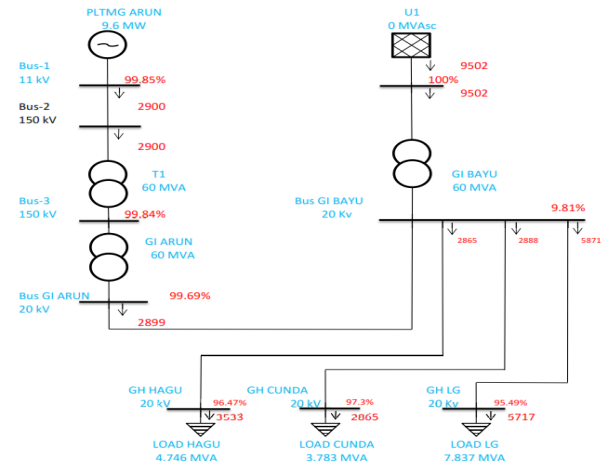 PLTMG ARUN
9.6 MW
U1
0 MVAsc
9502
100%
9502
Bus-1
11 kV
99.85%
2900
Bus-2
150 kV
2900
T1
60 MVA
Bus-3
150 kV
99.84%
GI ARUN
60 MVA
GI BAYU
60 MVA
Bus GI BAYU
20 Kv
9.81%
2865
2888
5871
Bus GI ARUN
20 kV
99.69%
2899
GH HAGU
20 kV
96.47%
3533
LOAD HAGU
4.746 MVA
GH CUNDA
20 kV
97.3%
2865
LOAD CUNDA
3.783 MVA
GH LG
20 Kv
95.49%
5717
LOAD LG
7.837 MVA